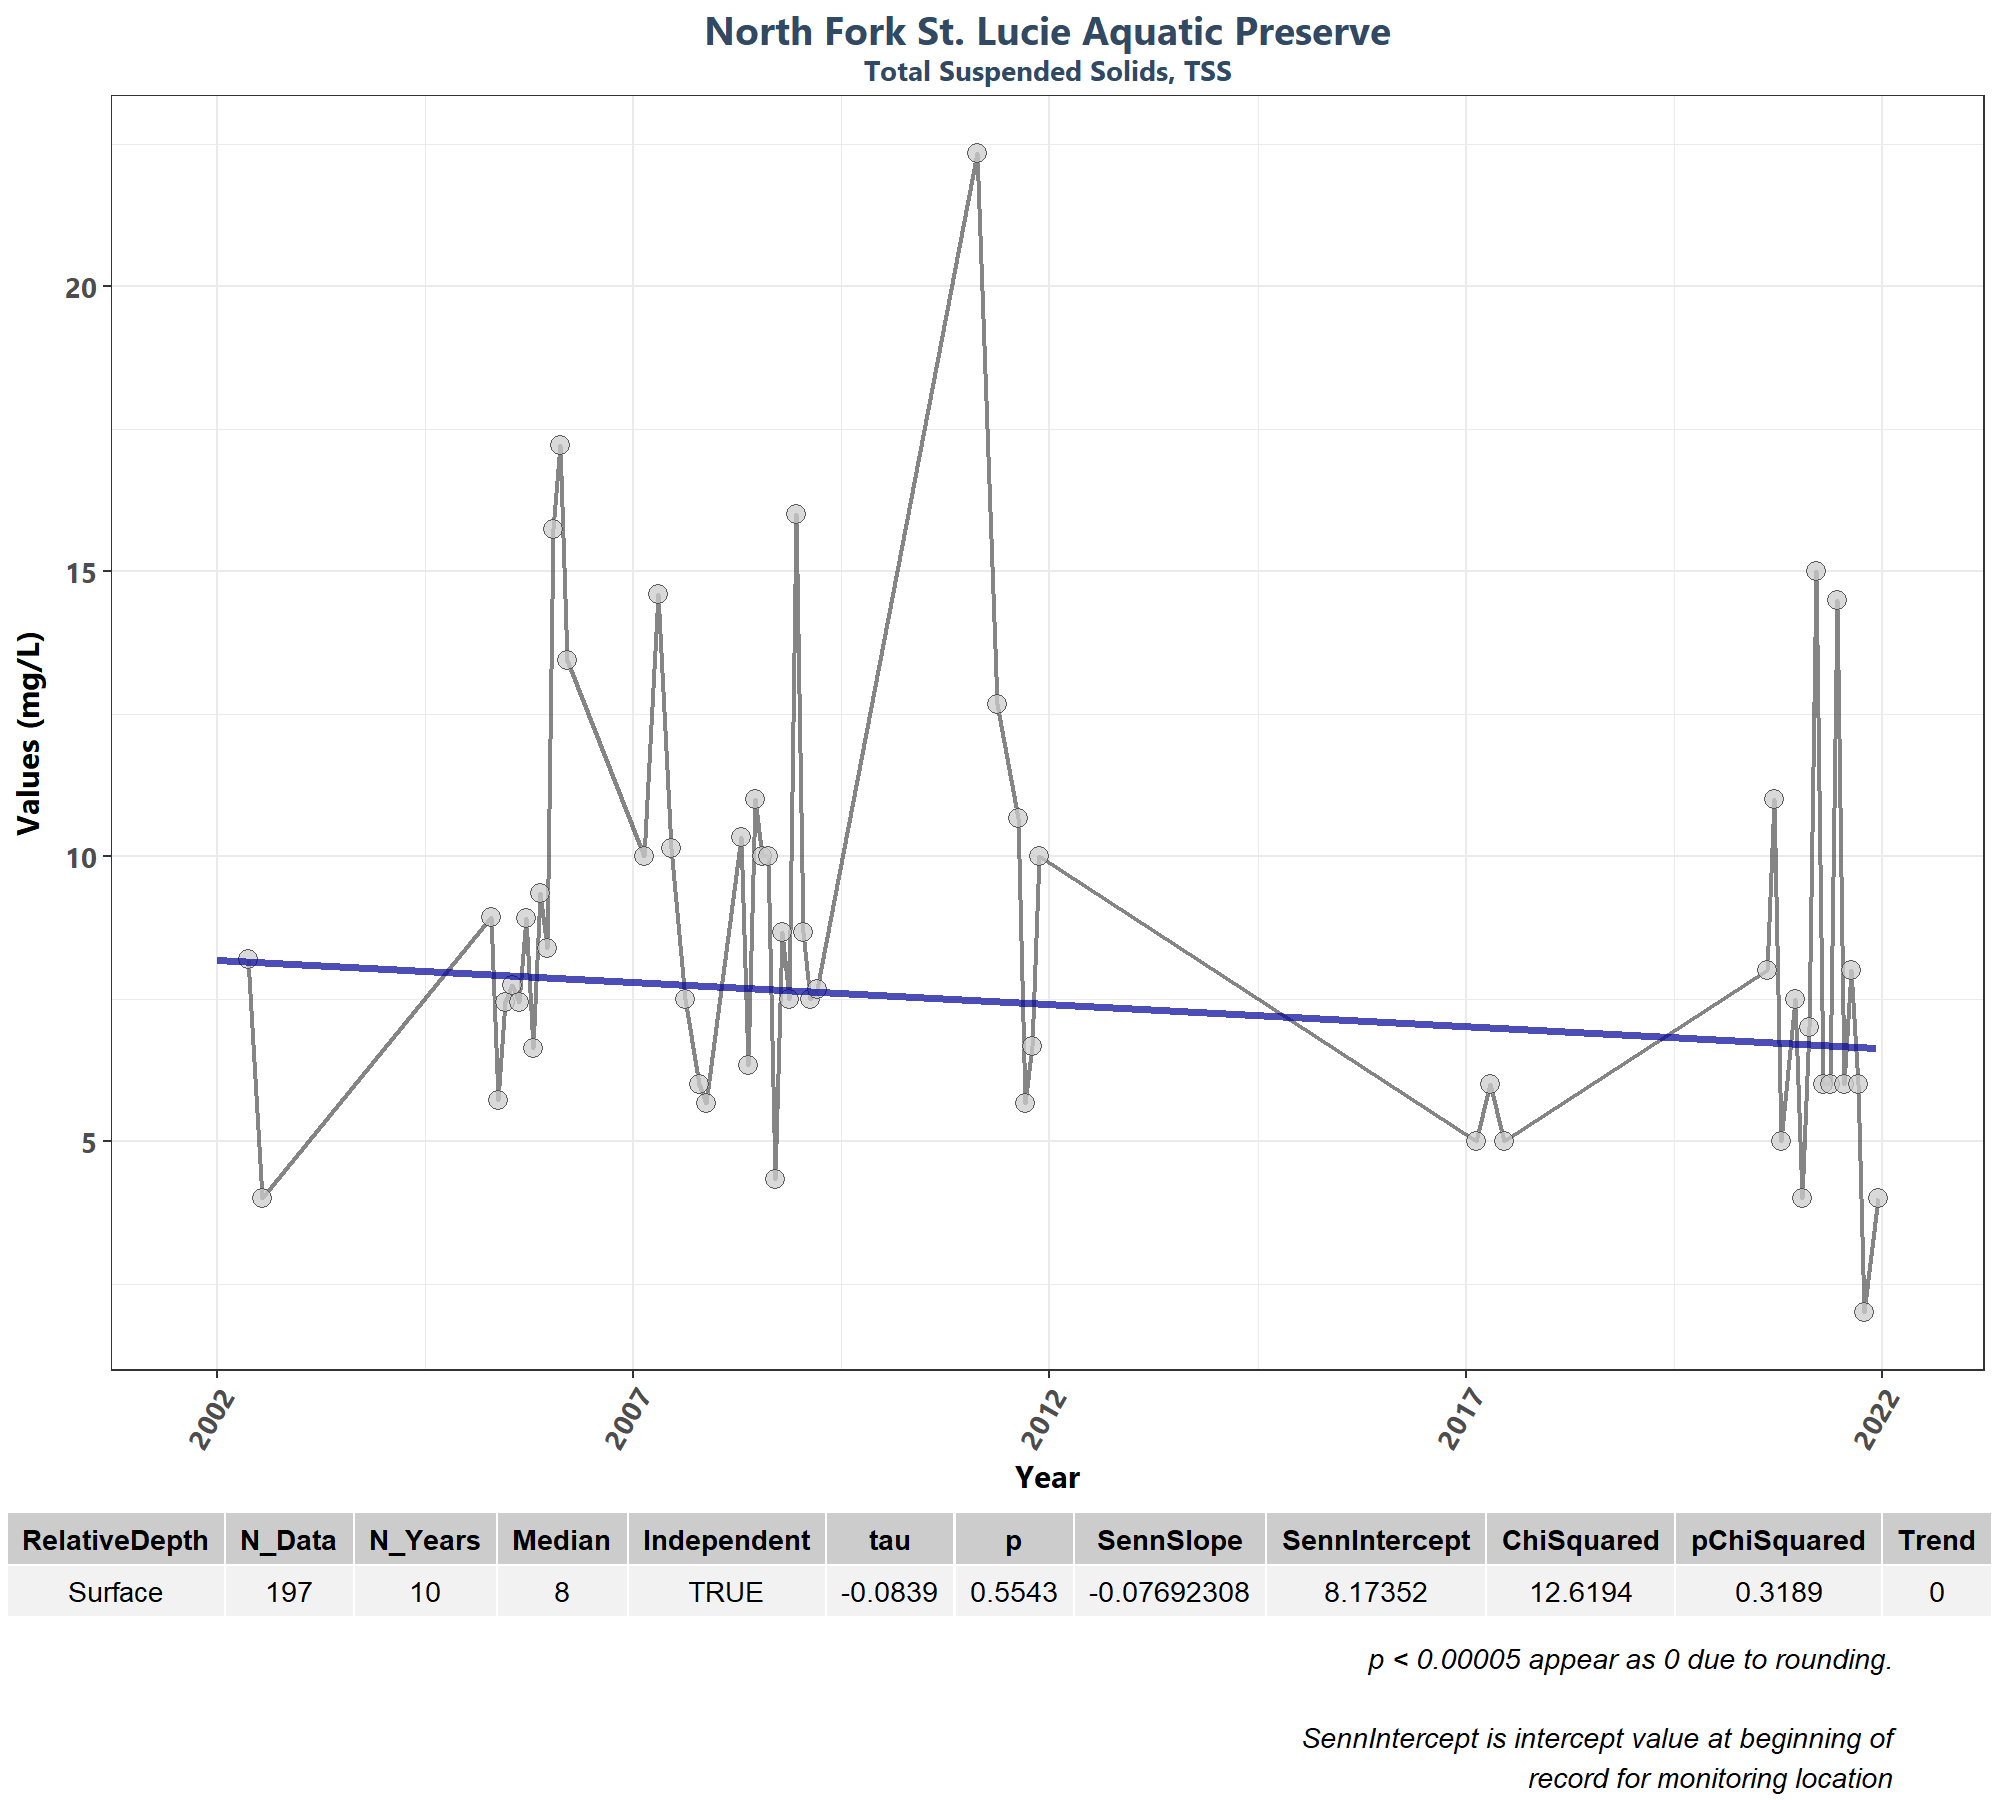 North Fork St. Lucie Aquatic Preserve
Total Suspended Solids, TSS
Values (mg/L)
20
15
10
5
2002 2007 2012 2017 2022
Year
RelativeDepth N_Data N_Years Median Independent tau p SennSlope SennIntercept ChiSquared pChiSquared Trend
Surface 197 10 8 TRUE -0.0839 0.5543 -0.07692308 8.17352 12.6194 0.3189 0
p < 0.00005 appear as 0 due to rounding.
SennIntercept is intercept value at beginning of
record for monitoring location